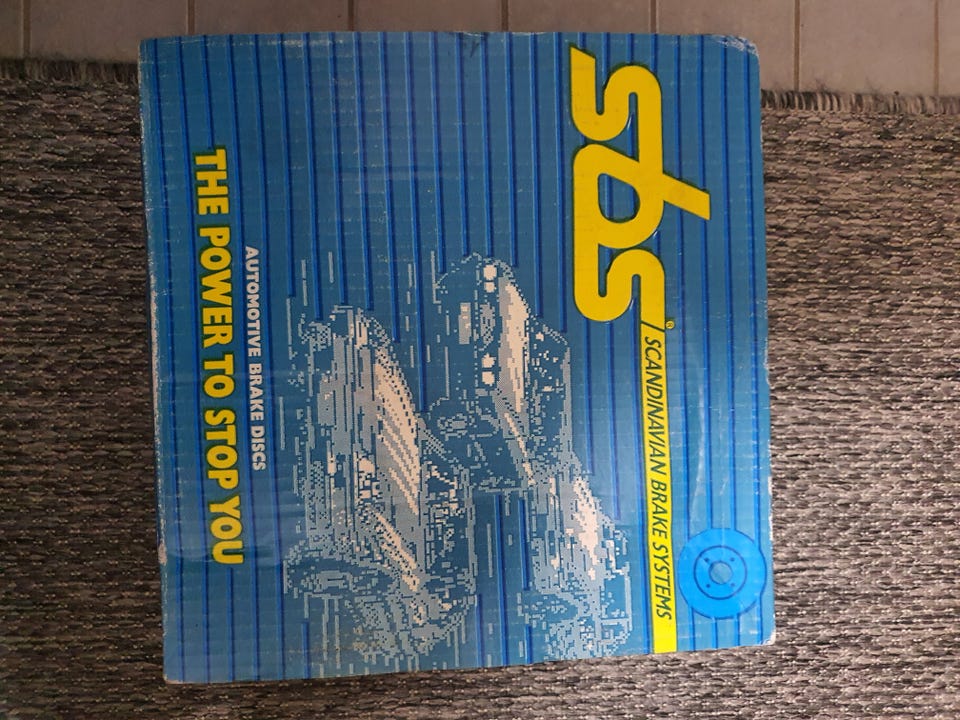 sbs®
SCANDINAVIAN BRAKE SYSTEMS
AUTOMOTIVE BRAKE DISCS
THE POWER TO STOP YOU